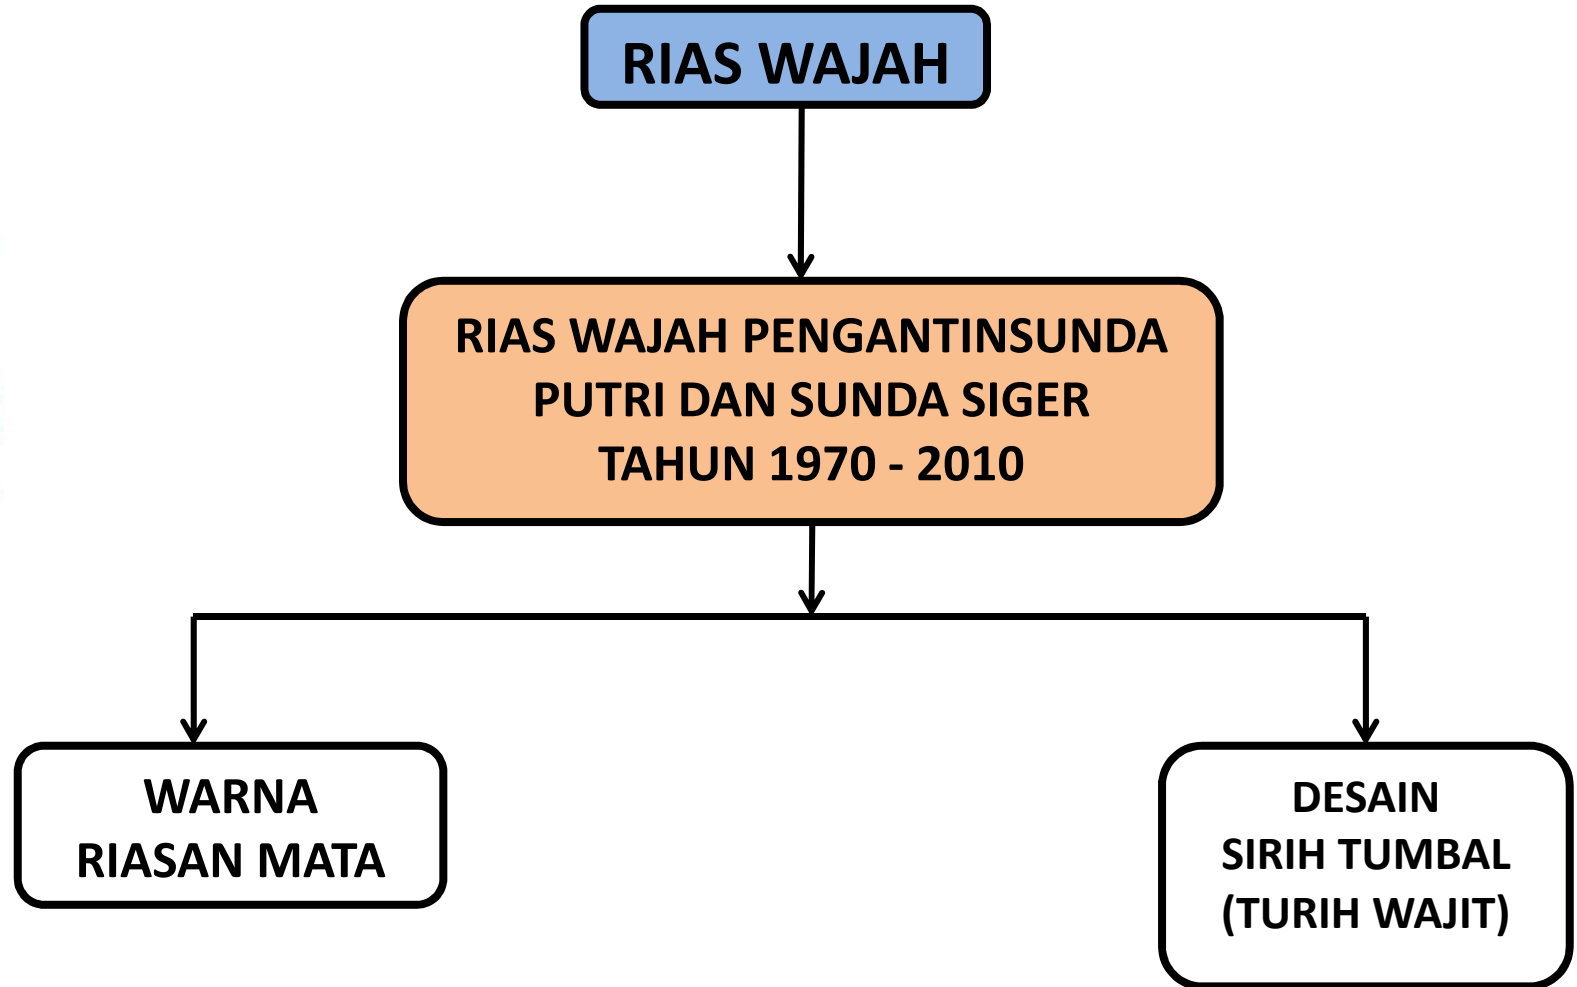 RIAS WAJAH
RIAS WAJAH PENGANTINSUNDA
PUTRI DAN SUNDA SIGER
TAHUN 1970 - 2010
WARNA
RIASAN MATA
DESAIN
SIRIH TUMBAL
(TURIH WAJIT)